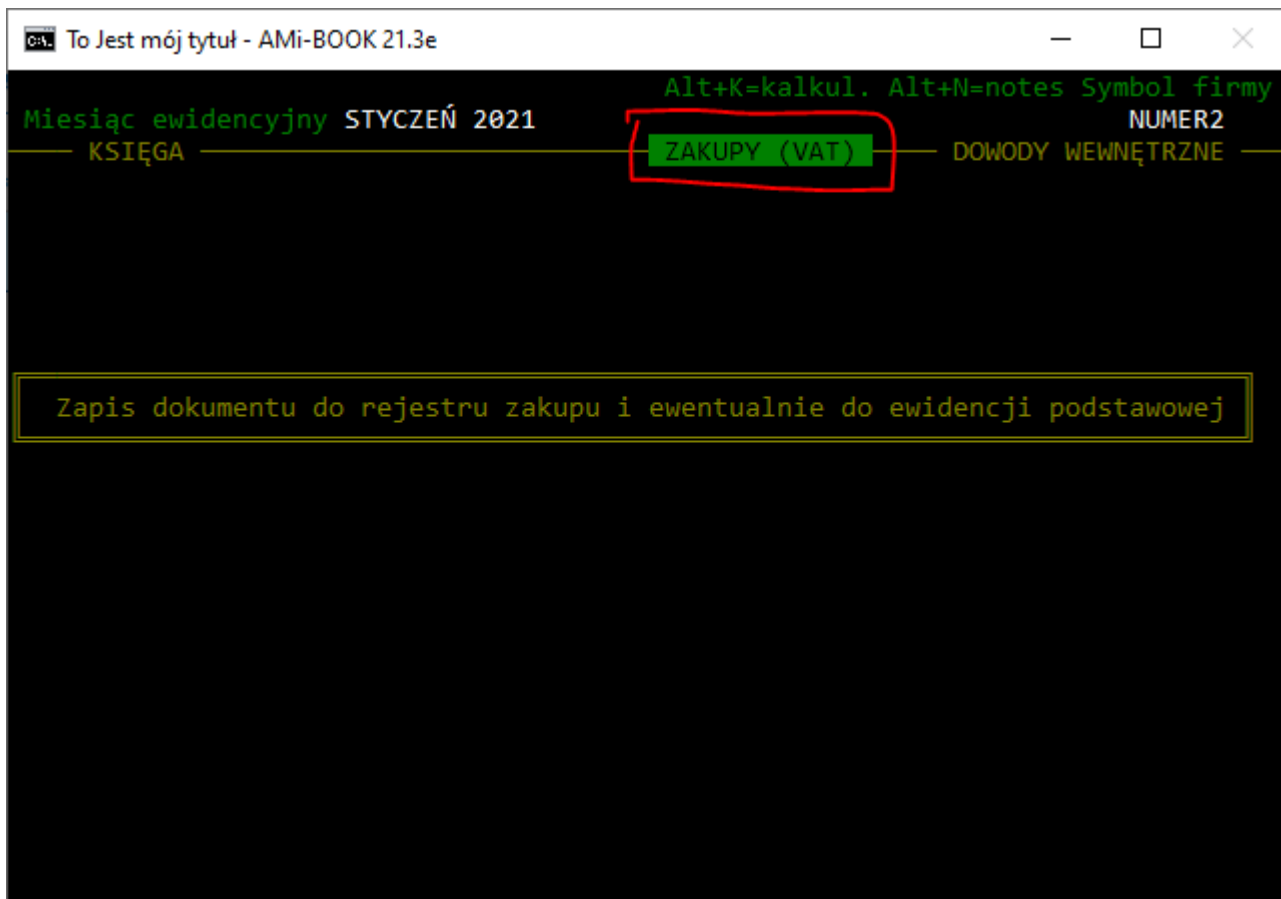 To Jest mój tytuł - AMi-BOOK 21.3e
Alt+K=kalkul. Alt+N=notes Symbol firmy
Miesiąc ewidencyjny STYCZEŃ 2021 NUMER2
KSIĘGA ZAKUPY (VAT) DOWODY WEWNĘTRZNE
Zapis dokumentu do rejestru zakupu i ewentualnie do ewidencji podstawowej